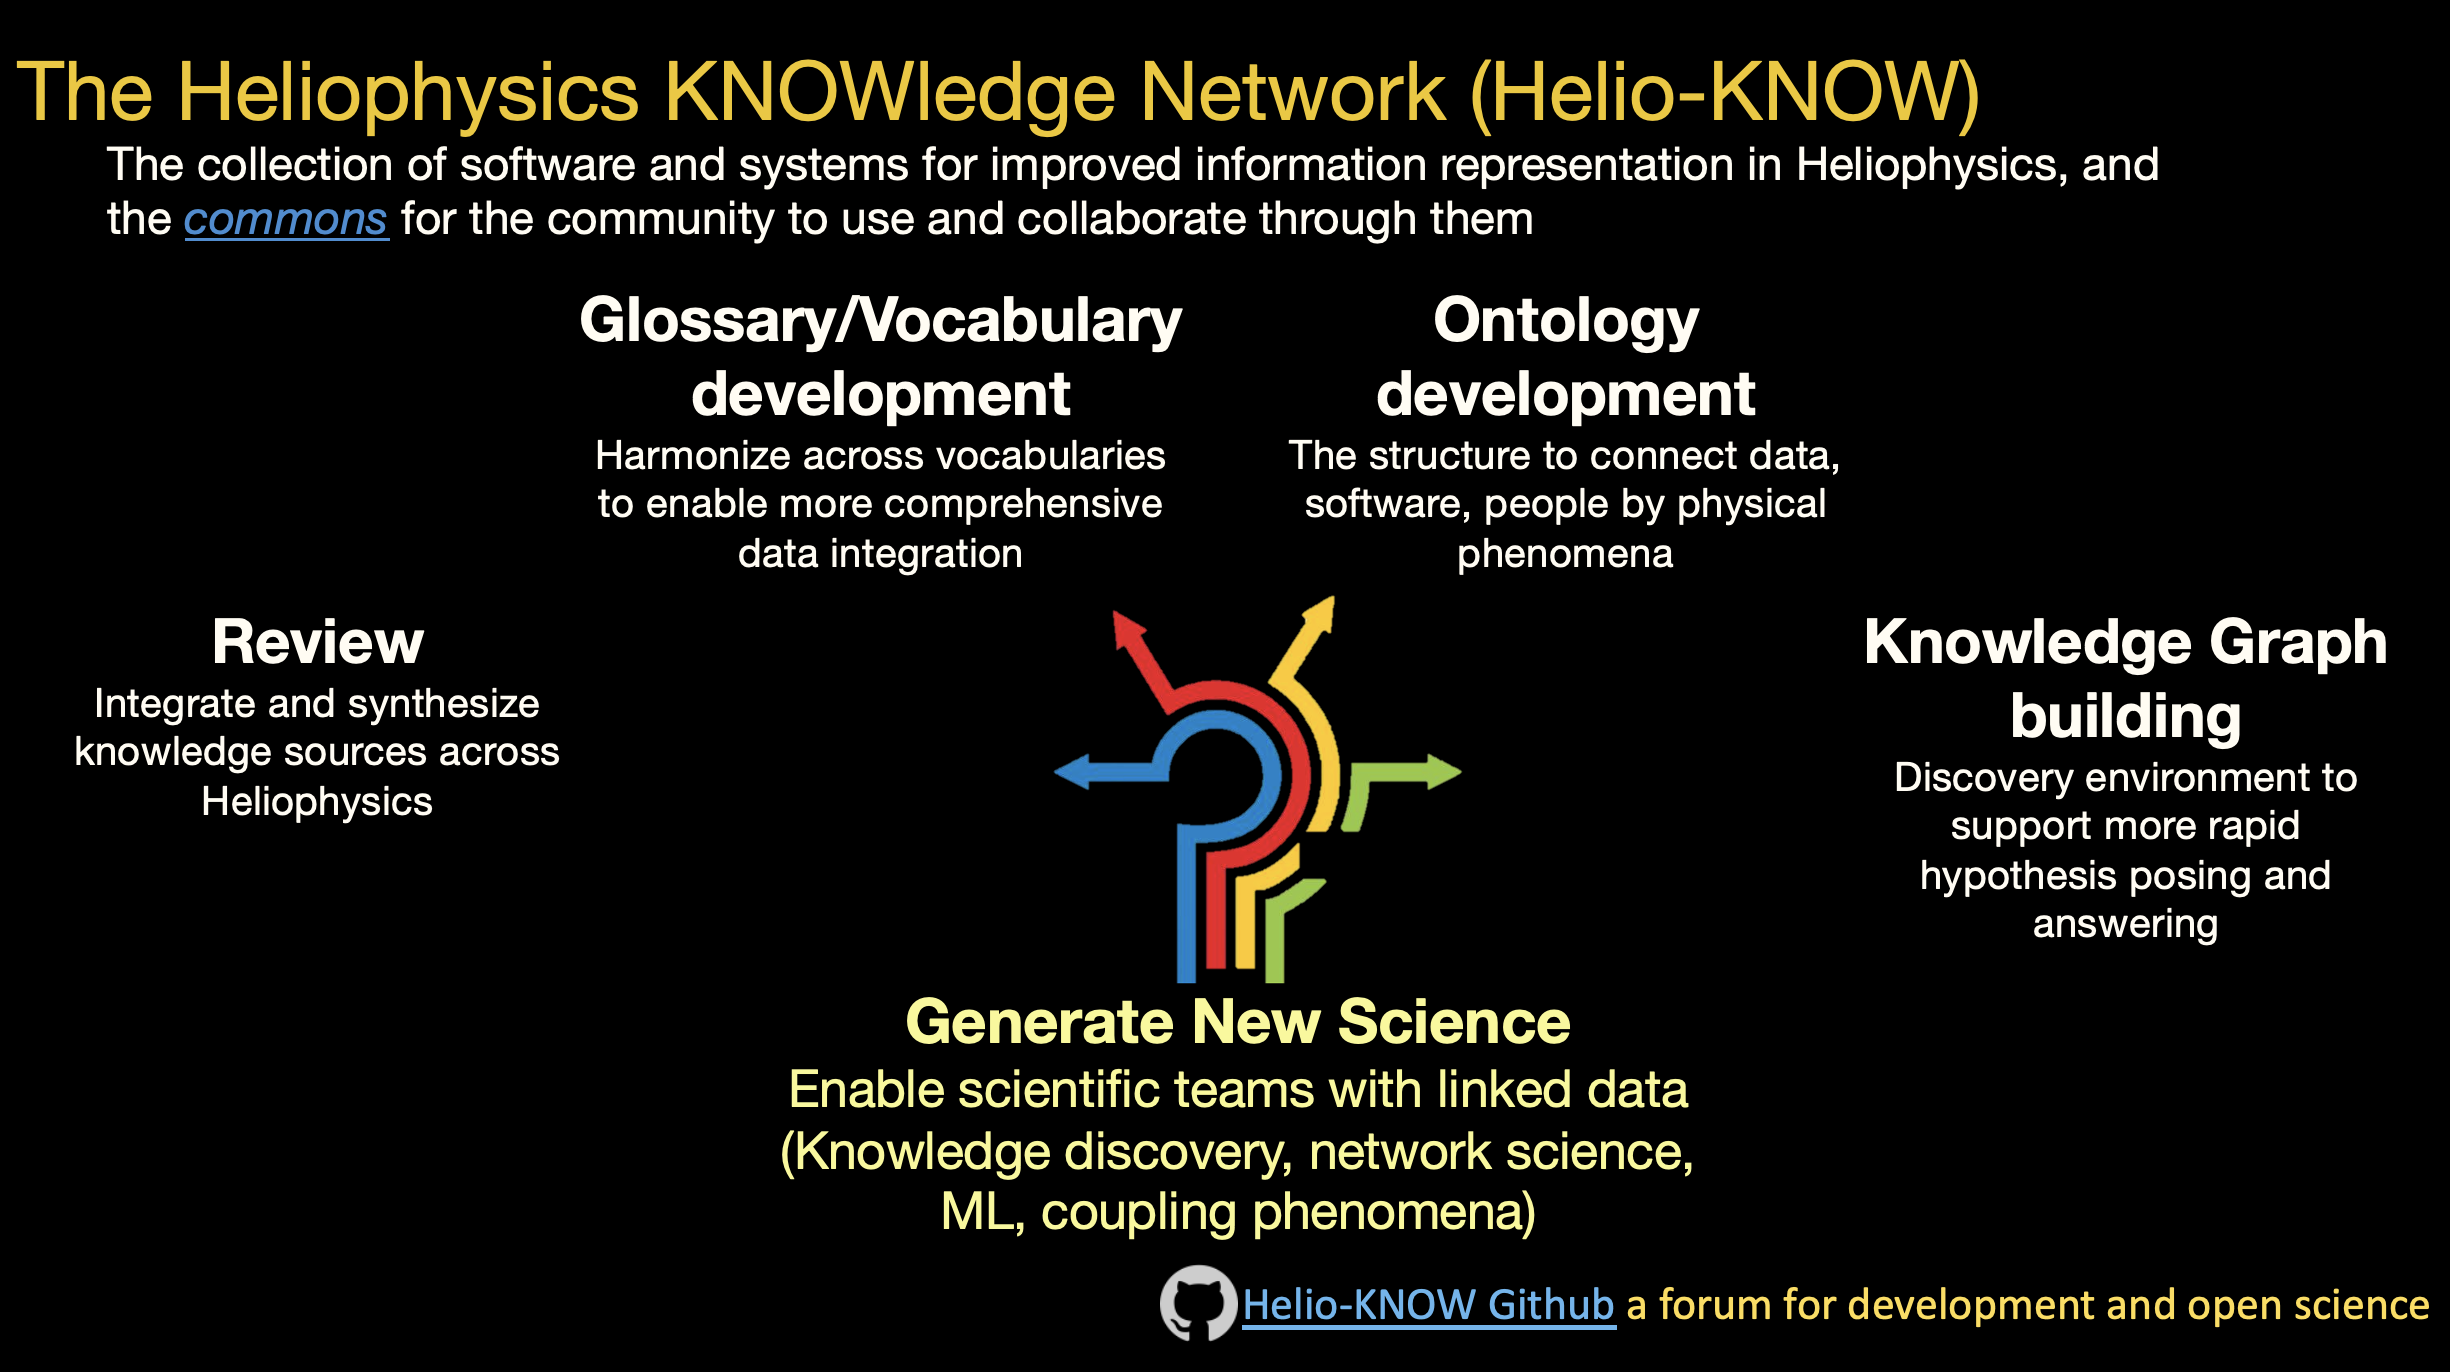 The Heliophysics KNOWledge Network (Helio-KNOW)
The collection of software and systems for improved information representation in Heliophysics, and
the commons for the community to use and collaborate through them
Glossary/Vocabulary
development
Harmonize across vocabularies
to enable more comprehensive
data integration
Ontology
development
The structure to connect data,
software, people by physical
phenomena
Review
Integrate and synthesize
knowledge sources across
Heliophysics
Knowledge Graph
building
Discovery environment to
support more rapid
hypothesis posing and
answering
Generate New Science
Enable scientific teams with linked data
(Knowledge discovery, network science,
ML, coupling phenomena)
Helio-KNOW Github a forum for development and open science